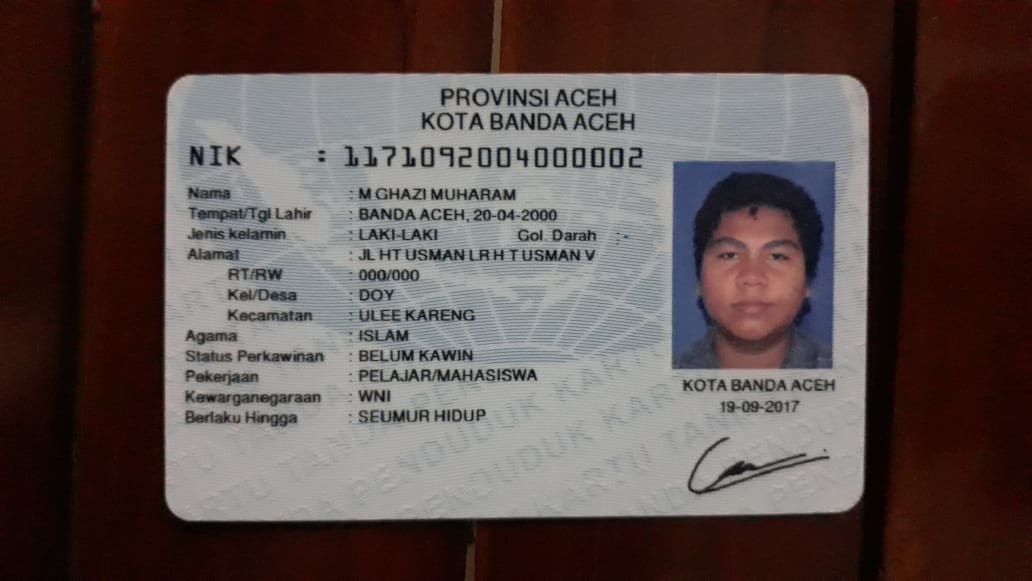 PROVINSI ACEH
KOTA BANDA ACEH
NIK : 1171092004000002
Nama : M GHAZI MUHARAM
Tempat/Tgl Lahir : BANDA ACEH, 20-04-2000
Jenis kelamin : LAKI-LAKI Gol. Darah : -
Alamat : JL HT USMAN LR H T USMAN V
RT/RW : 000/000
Kel/Desa : DOY
Kecamatan : ULEE KARENG
Agama : ISLAM
Status Perkawinan : BELUM KAWIN
Pekerjaan : PELAJAR/MAHASISWA
Kewarganegaraan : WNI
Berlaku Hingga : SEUMUR HIDUP
KOTA BANDA ACEH
19-09-2017